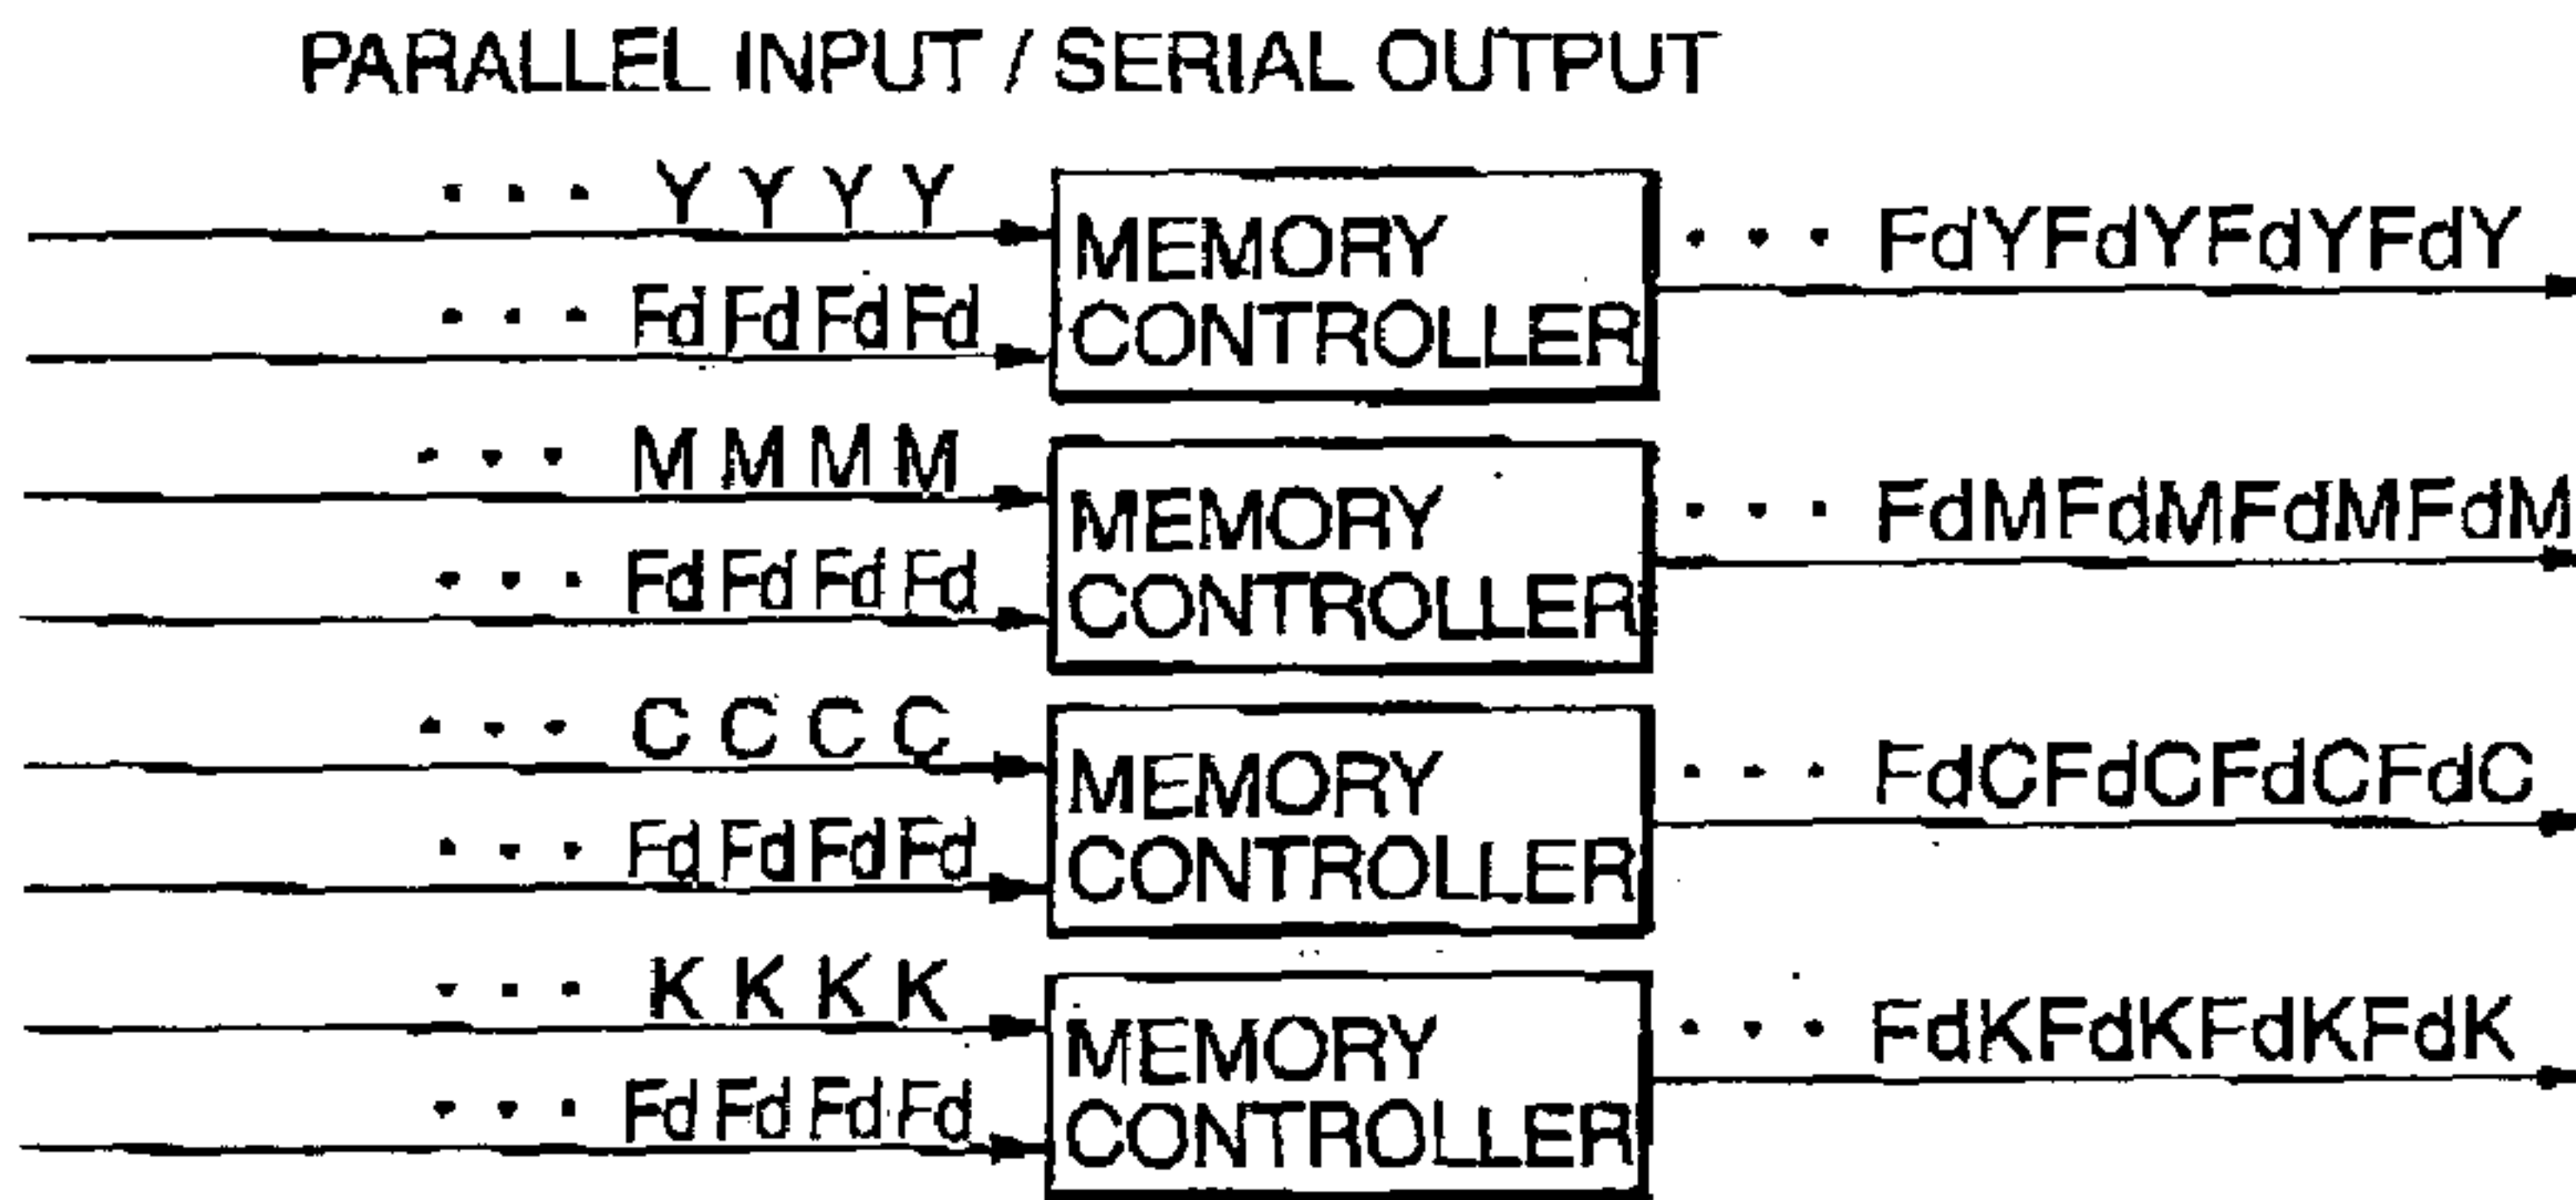 PARALLEL INPUT / SERIAL OUTPUT
· · · Y Y Y Y
· · · Fd Fd Fd Fd
MEMORY
CONTROLLER
· · · FdYFdYFdYFdY
· · · M M M M
· · · Fd Fd Fd Fd
MEMORY
CONTROLLER
· · · FdMFdMFdMFdM
· · · C C C C
· · · Fd Fd Fd Fd
MEMORY
CONTROLLER
· · · FdCFdCFdCFdC
· · · K K K K
· · · Fd Fd Fd Fd
MEMORY
CONTROLLER
· · · FdKFdKFdKFdK